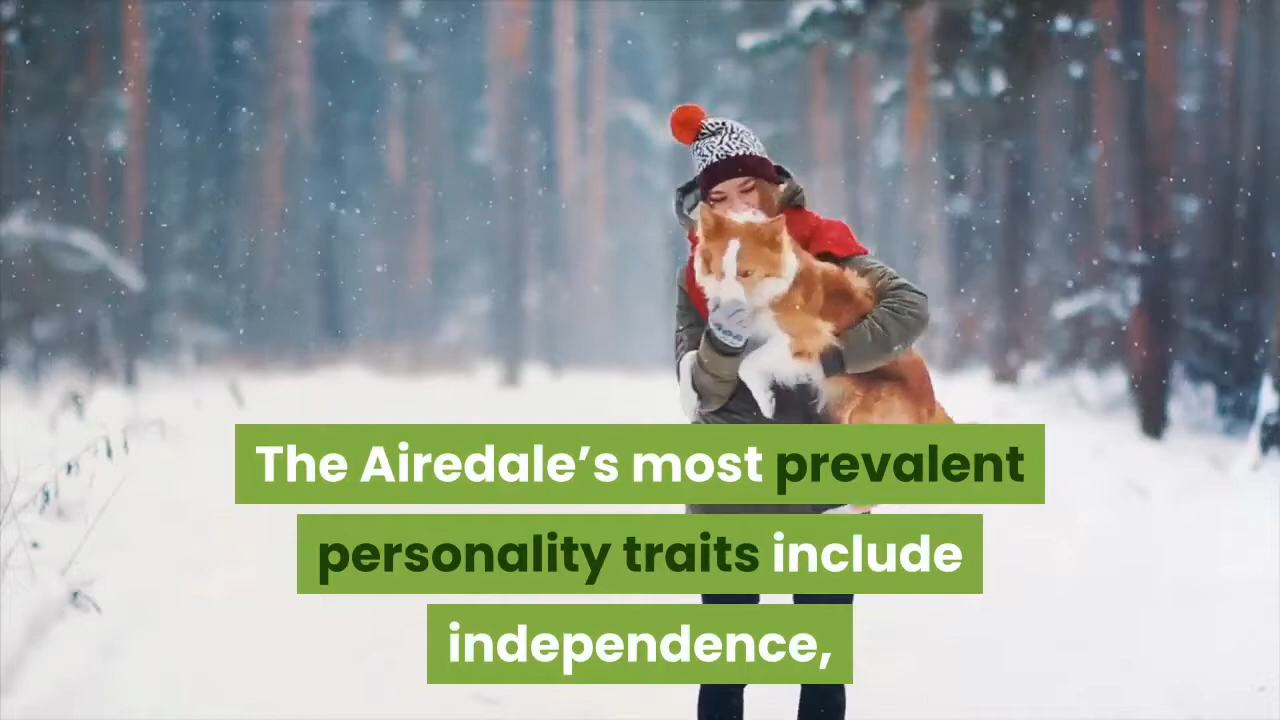 The Airedale’s most prevalent
personality traits include
independence,